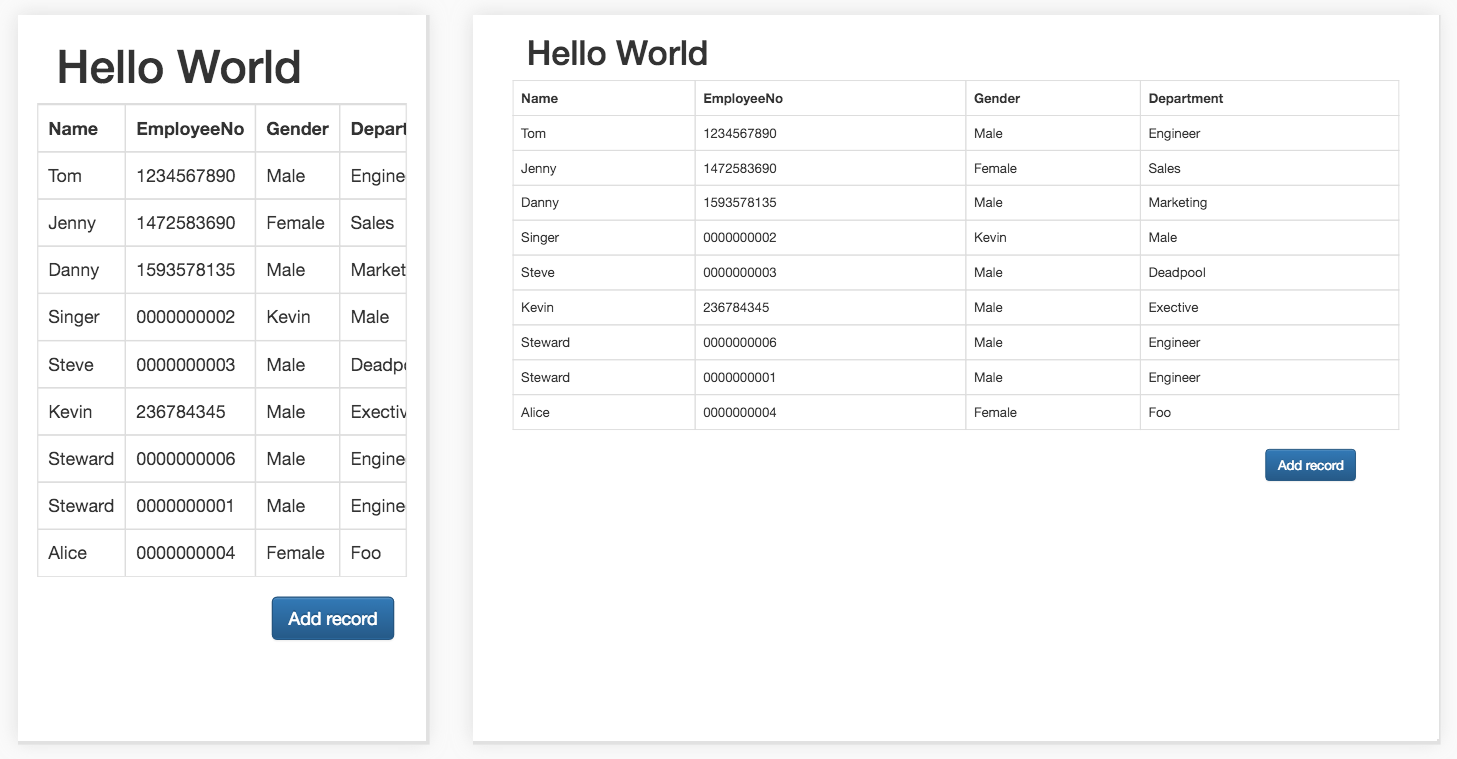 Hello World
Name EmployeeNo Gender Depart
Tom 1234567890 Male Enginee
Jenny 1472583690 Female Sales
Danny 1593578135 Male Market
Singer 0000000002 Kevin Male
Steve 0000000003 Male Deadpo
Kevin 236784345 Male Exectiv
Steward 0000000006 Male Enginee
Steward 0000000001 Male Enginee
Alice 0000000004 Female Foo
Add record
Hello World
Name EmployeeNo Gender Department
Tom 1234567890 Male Engineer
Jenny 1472583690 Female Sales
Danny 1593578135 Male Marketing
Singer 0000000002 Kevin Male
Steve 0000000003 Male Deadpool
Kevin 236784345 Male Exective
Steward 0000000006 Male Engineer
Steward 0000000001 Male Engineer
Alice 0000000004 Female Foo
Add record